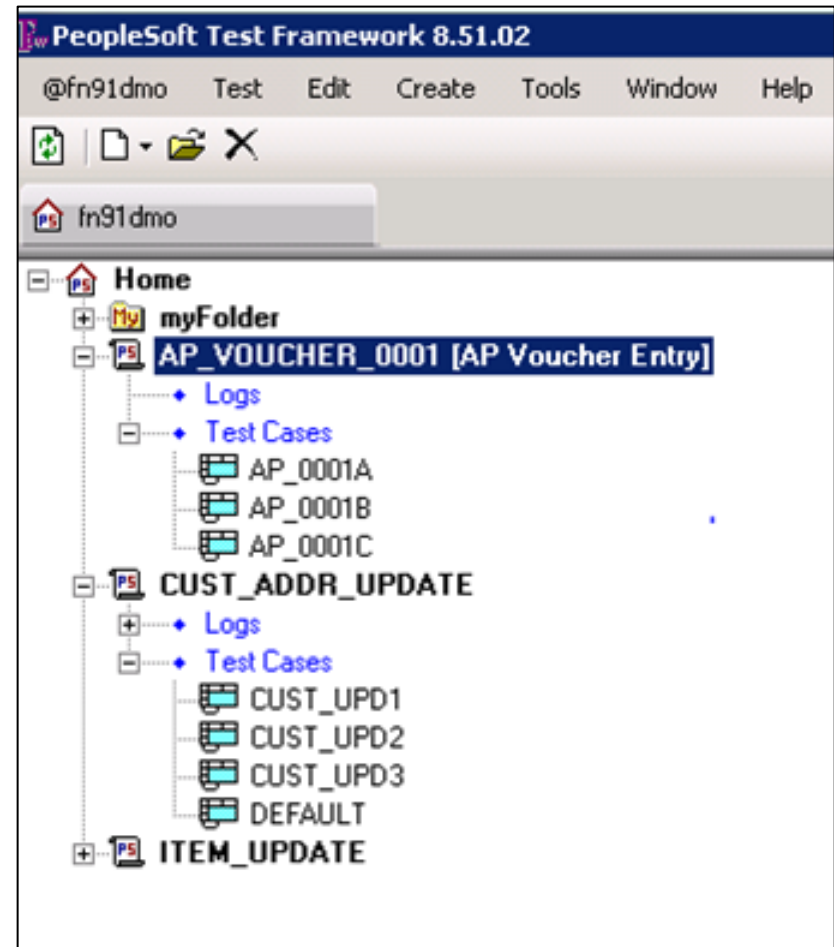 PeopleSoft Test Framework 8.51.02
@fn91dmo Test Edit Create Tools Window Help
fn91dmo
Home
myFolder
AP_VOUCHER_0001 [AP Voucher Entry]
Logs
Test Cases
AP_0001A
AP_0001B
AP_0001C
CUST_ADDR_UPDATE
Logs
Test Cases
CUST_UPD1
CUST_UPD2
CUST_UPD3
DEFAULT
ITEM_UPDATE